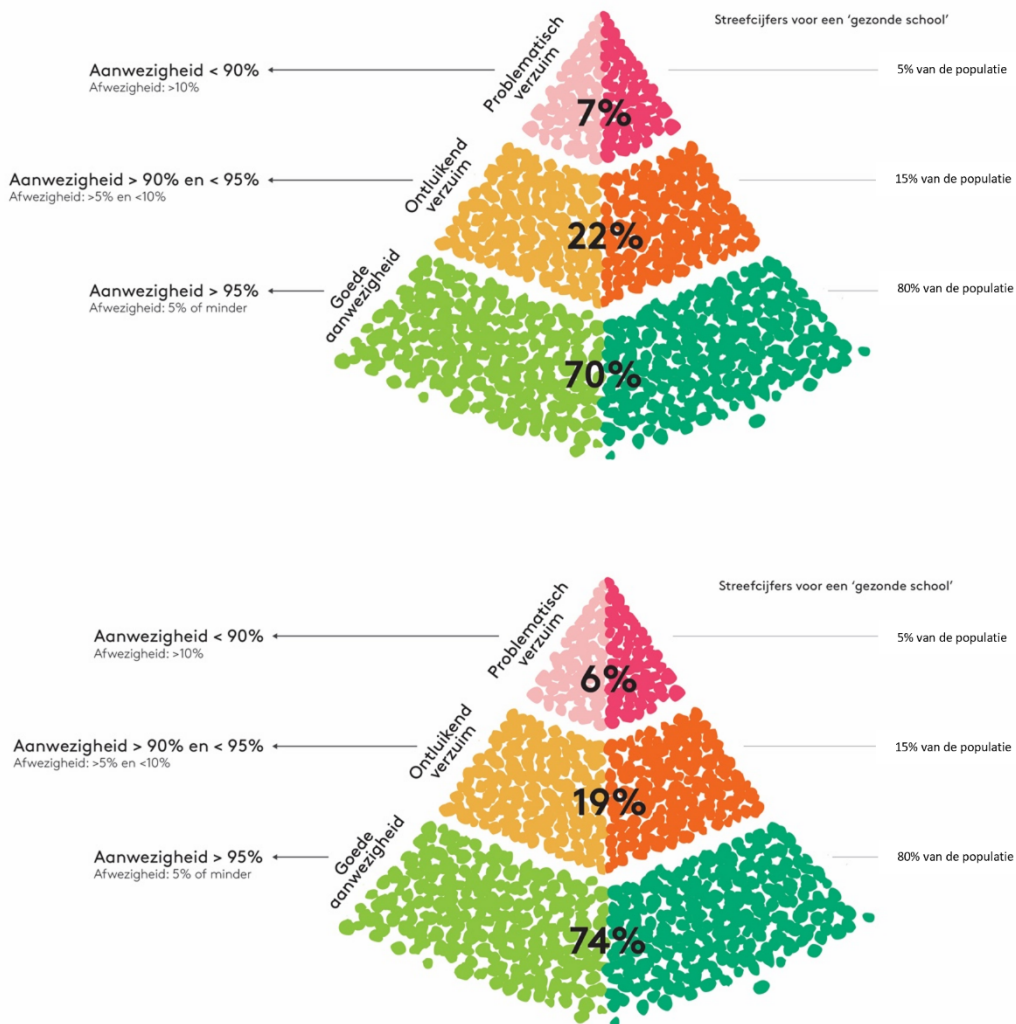 Streefcijfers voor een ‘gezonde school’
Problematisch
verzuim
Aanwezigheid < 90%
Afwezigheid: >10%
5% van de populatie
7%
Ontluikend
verzuim
Aanwezigheid > 90% en < 95%
Afwezigheid: >5% en <10%
15% van de populatie
22%
Goede
aanwezigheid
Aanwezigheid > 95%
Afwezigheid: 5% of minder
80% van de populatie
70%
Streefcijfers voor een ‘gezonde school’
Problematisch
verzuim
Aanwezigheid < 90%
Afwezigheid: >10%
5% van de populatie
6%
Ontluikend
verzuim
Aanwezigheid > 90% en < 95%
Afwezigheid: >5% en <10%
15% van de populatie
19%
Goede
aanwezigheid
Aanwezigheid > 95%
Afwezigheid: 5% of minder
80% van de populatie
74%